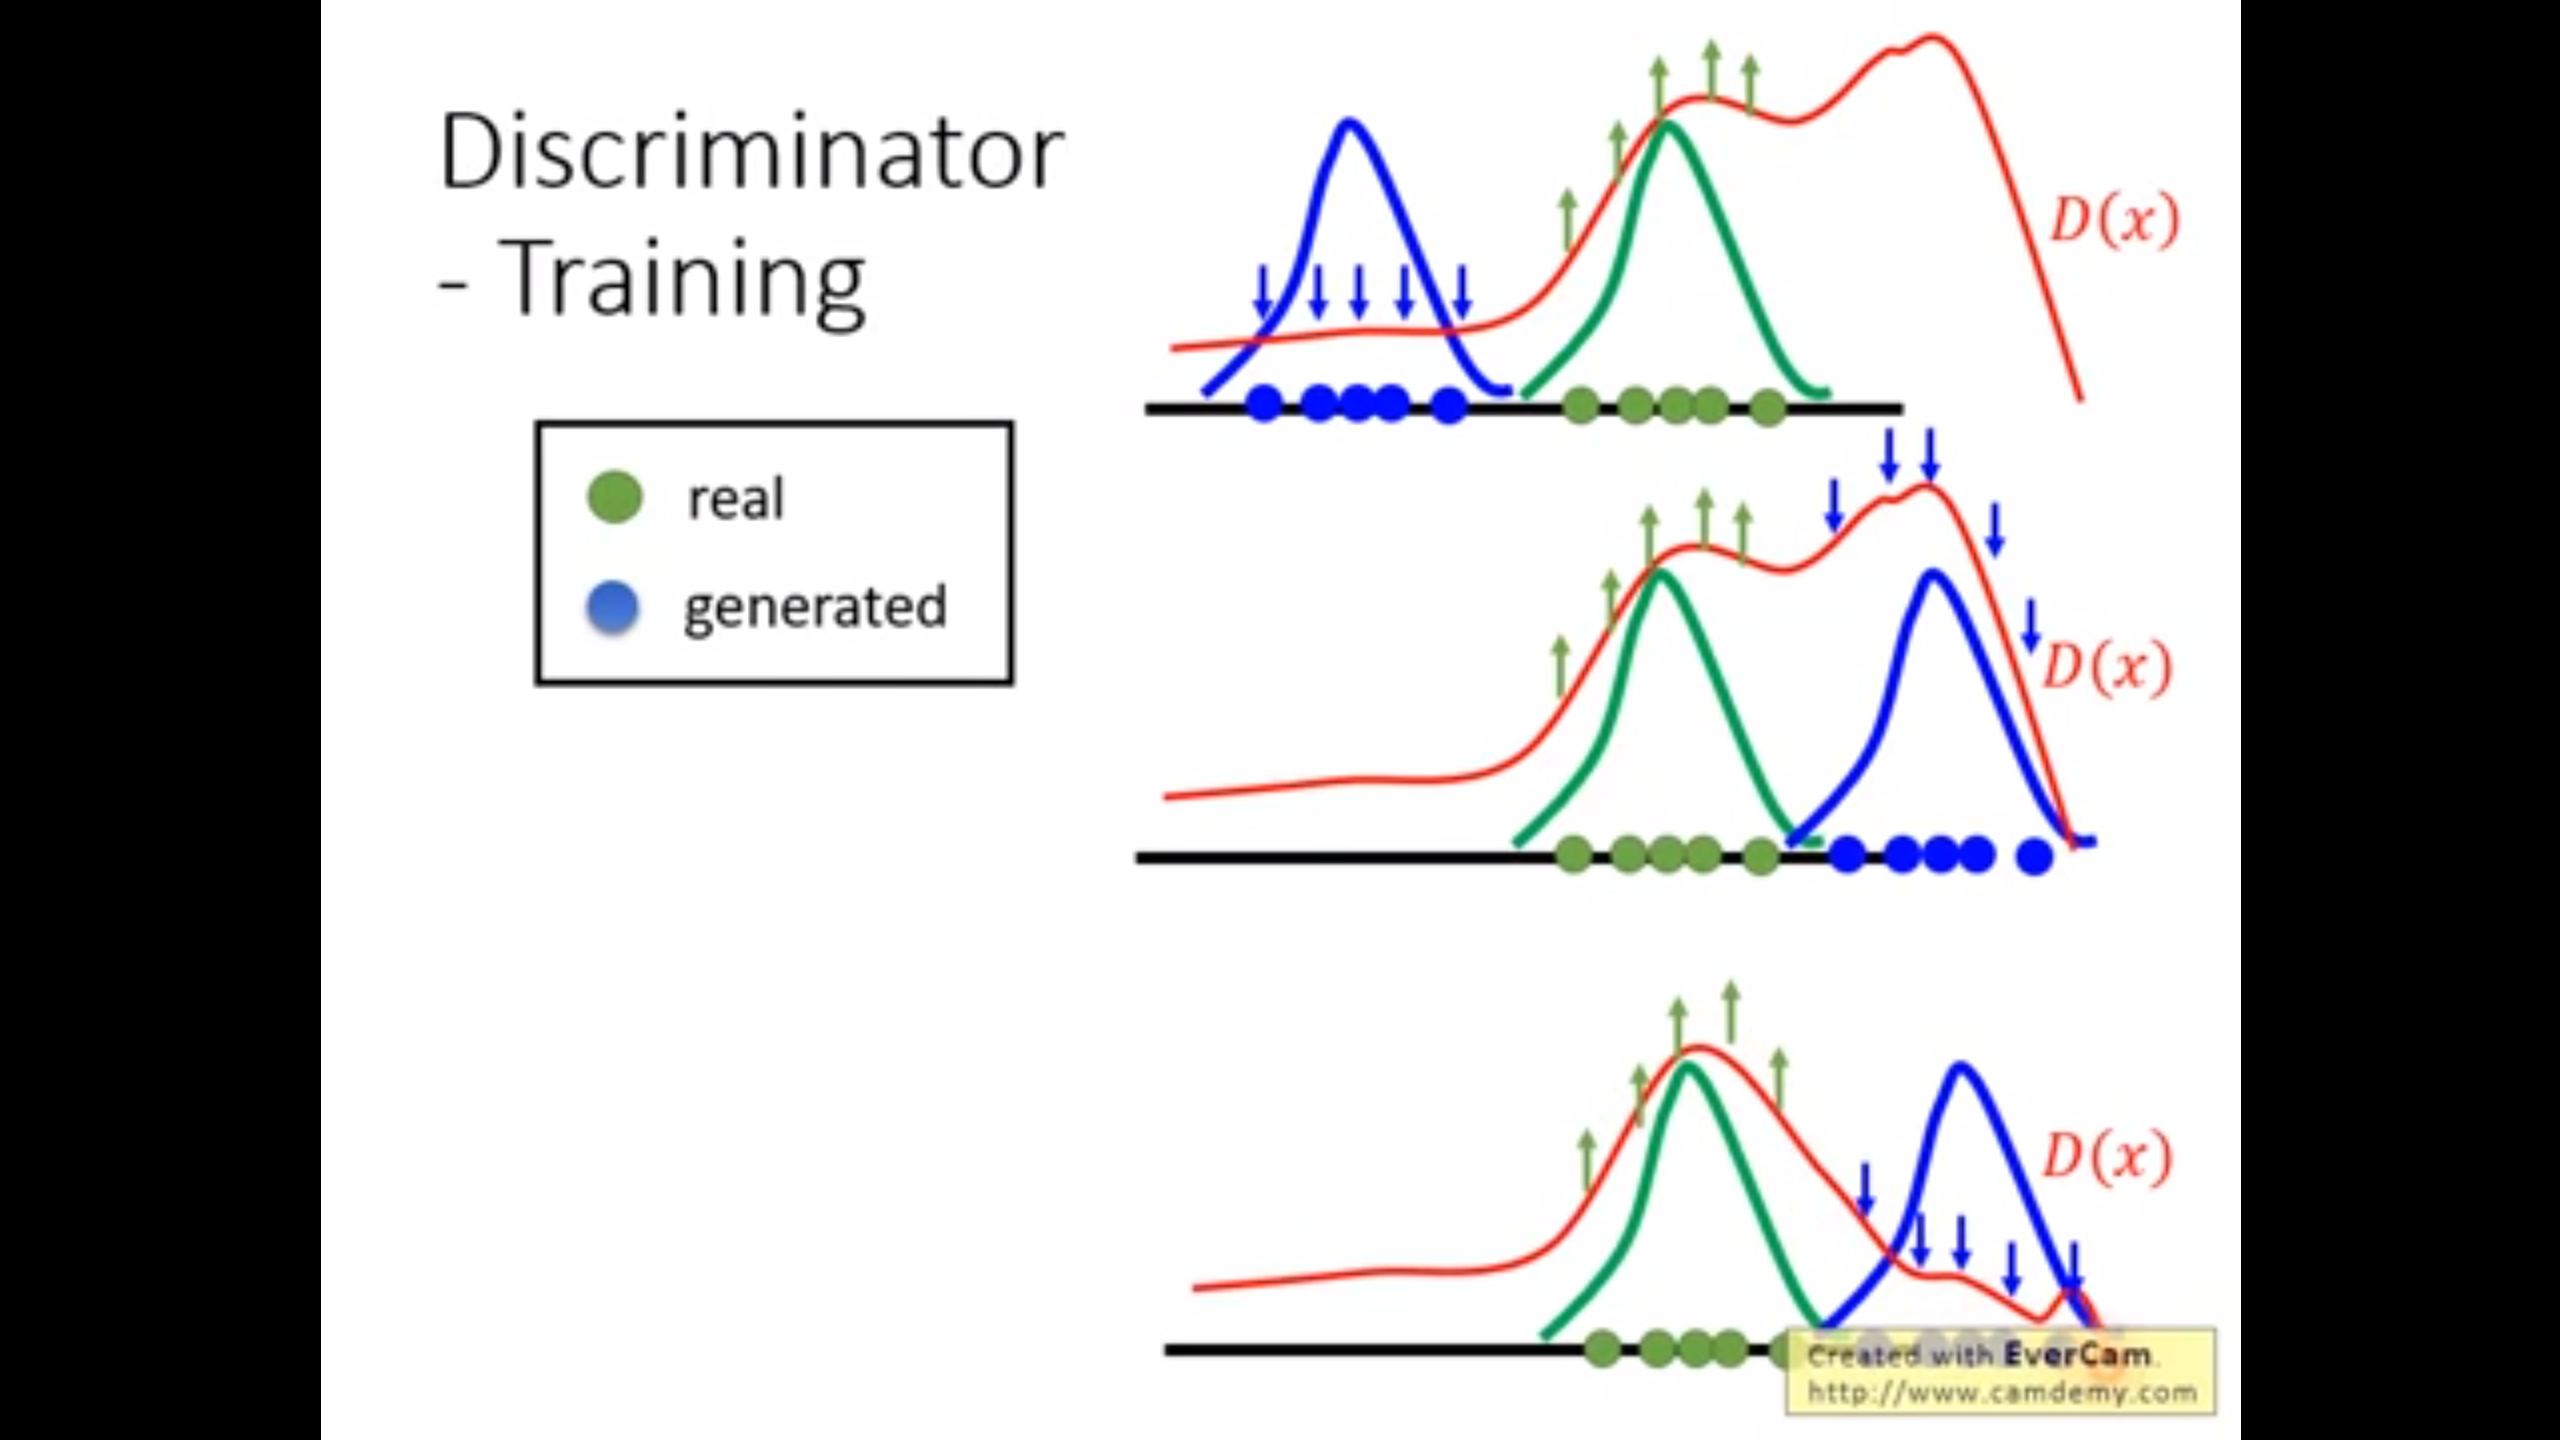 Discriminator
- Training
real
generated
D(x)
D(x)
D(x)
Created with EverCam.
http://www.camdemy.com